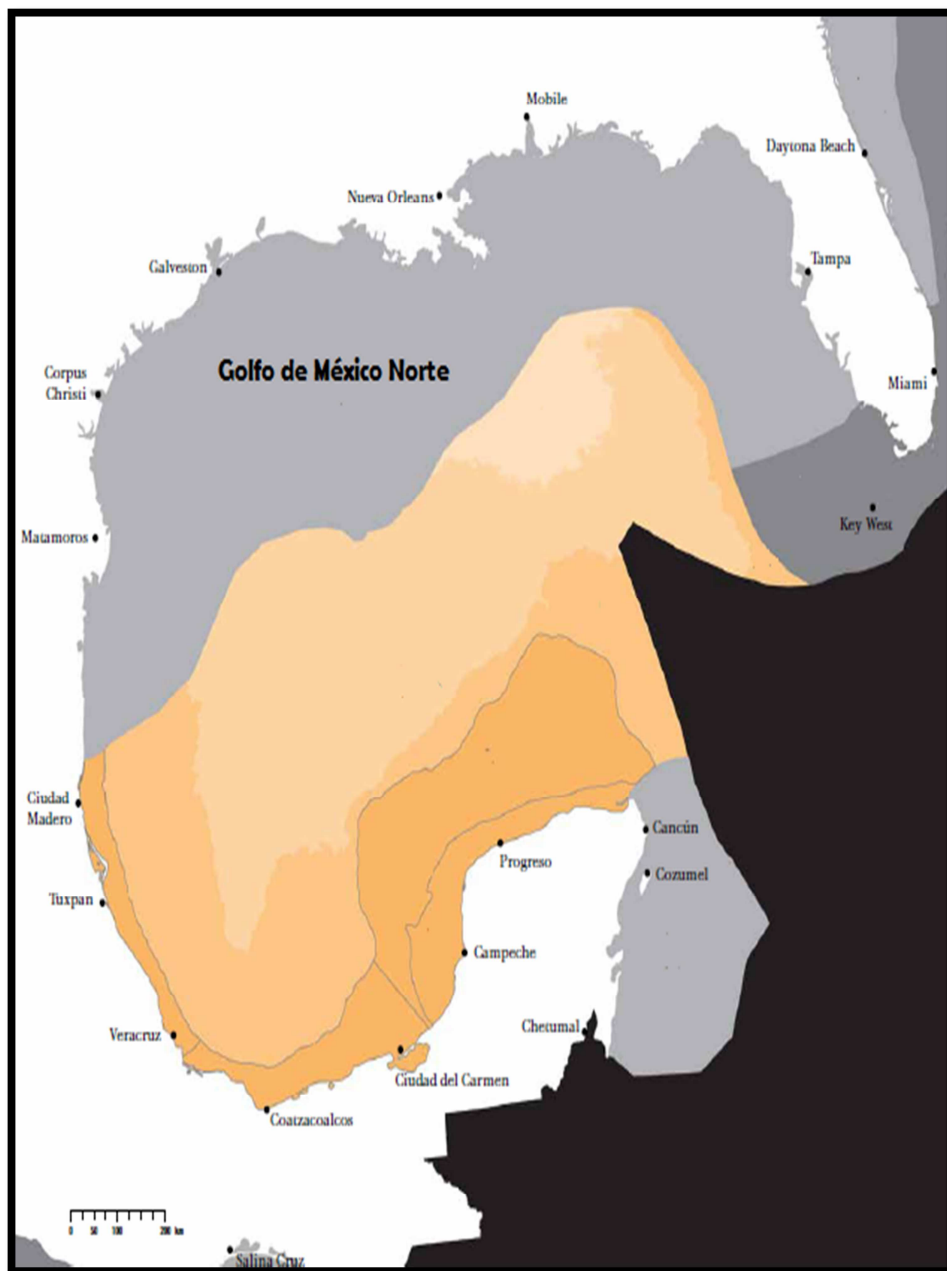 Mobile
Daytona Beach
Nueva Orleans
Galveston
Tampa
Golfo de México Norte
Corpus
Christi
Miami
Matamoros
Key West
Ciudad
Madero
Cancún
Progreso
Cozumel
Tuxpan
Campeche
Chetumal
Veracruz
Ciudad del Carmen
Coatzacoalcos
0 50 100 200 km
Salina Cruz